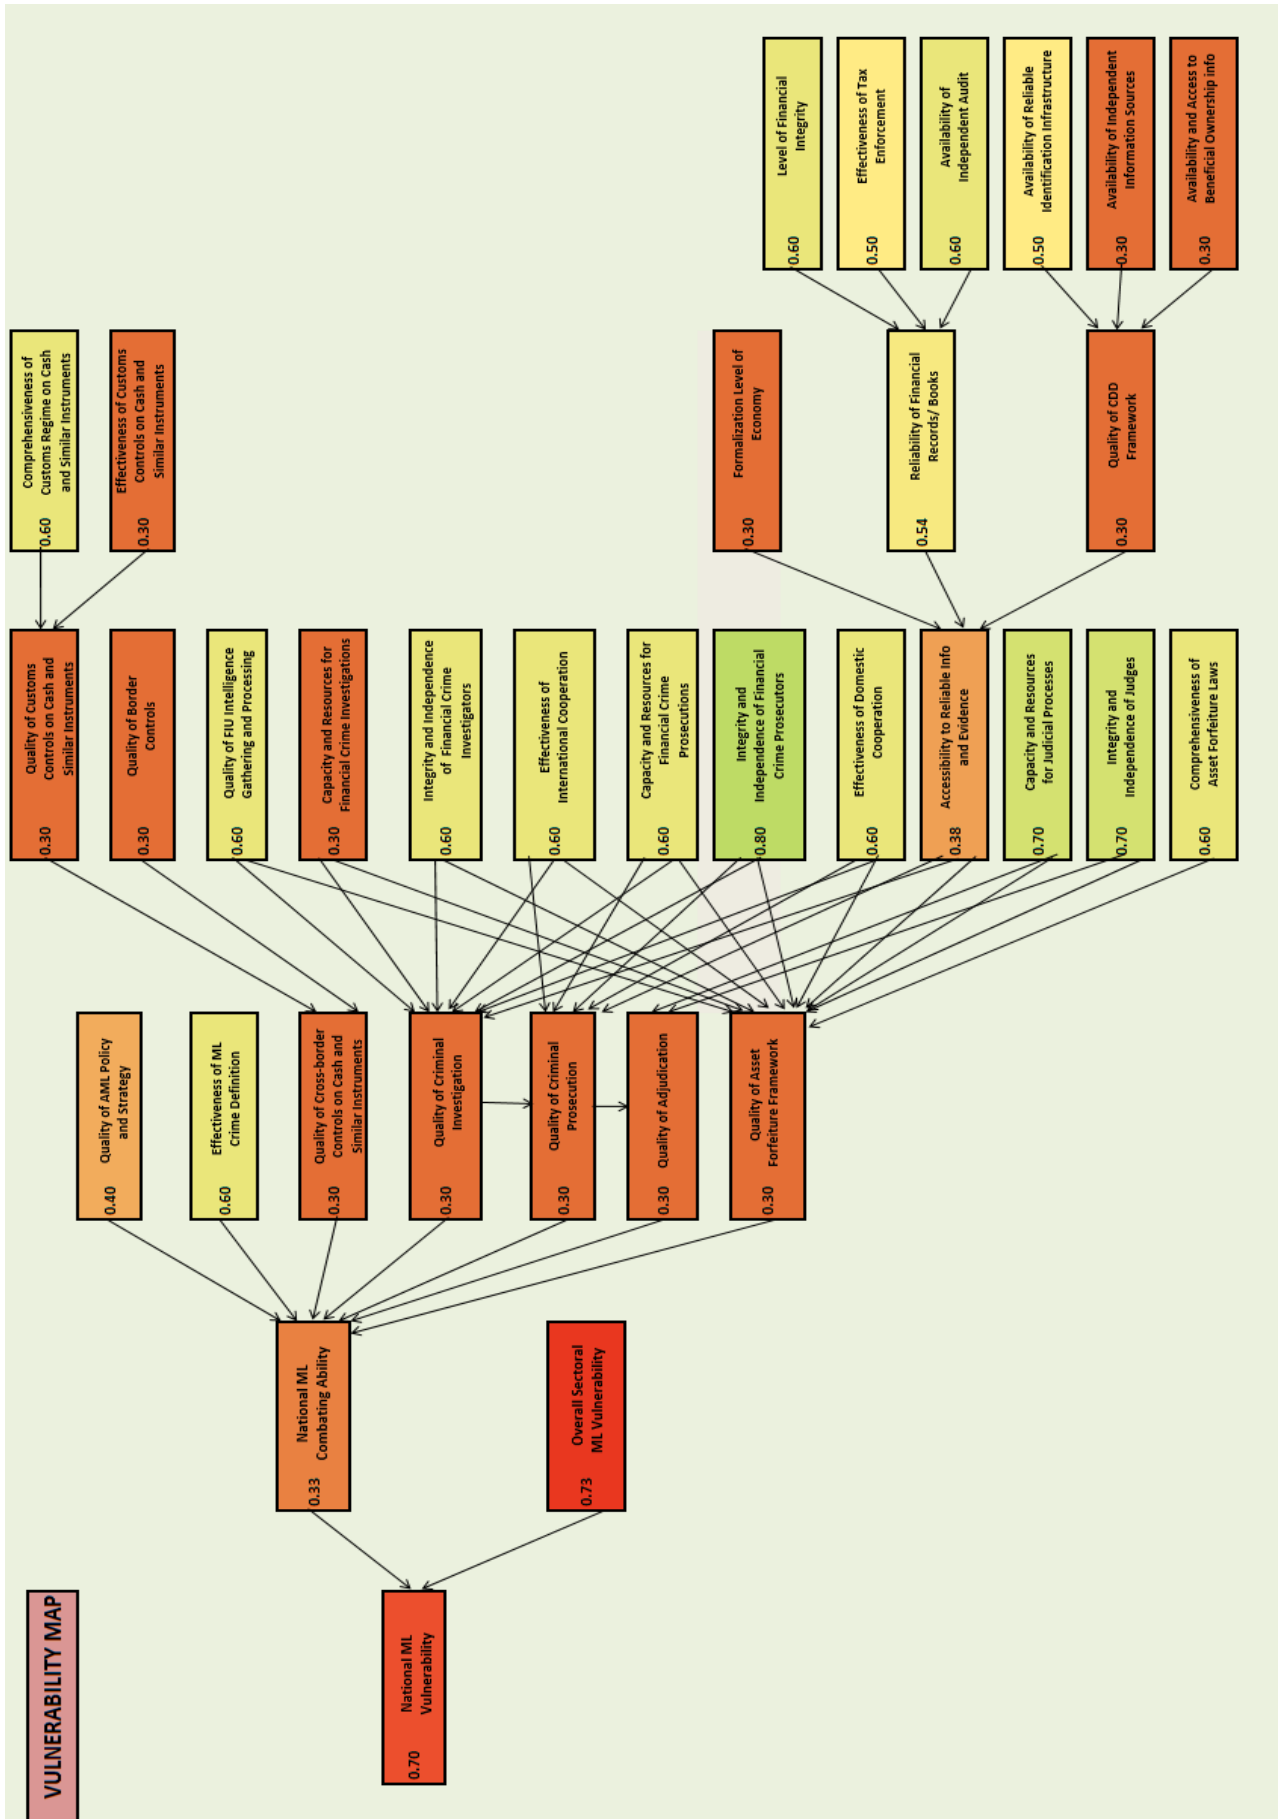 VULNERABILITY MAP
National ML
Vulnerability
0.70
National ML
Combating Ability
0.33
Overall Sectoral
ML Vulnerability
0.73
Quality of AML Policy
and Strategy
0.40
Effectiveness of ML
Crime Definition
0.60
Quality of Cross-border
Controls on Cash and
Similar Instruments
0.30
Quality of Criminal
Investigation
0.30
Quality of Criminal
Prosecution
0.30
Quality of Adjudication
0.30
Quality of Asset
Forfeiture Framework
0.30
Quality of Customs
Controls on Cash and
Similar Instruments
0.30
Quality of Border
Controls
0.30
Quality of FIU Intelligence
Gathering and Processing
0.60
Capacity and Resources for
Financial Crime Investigations
0.30
Integrity and Independence
of Financial Crime
Investigators
0.60
Effectiveness of
International Cooperation
0.60
Capacity and Resources for
Financial Crime
Prosecutions
0.60
Integrity and
Independence of Financial
Crime Prosecutors
0.80
Effectiveness of Domestic
Cooperation
0.60
Accessibility to Reliable Info
and Evidence
0.38
Capacity and Resources
for Judicial Processes
0.70
Integrity and
Independence of Judges
0.70
Comprehensiveness of
Asset Forfeiture Laws
0.60
Comprehensiveness of
Customs Regime on Cash
and Similar Instruments
0.60
Effectiveness of Customs
Controls on Cash and
Similar Instruments
0.30
Formalization Level of
Economy
0.30
Reliability of Financial
Records/ Books
0.54
Quality of CDD
Framework
0.30
Level of Financial
Integrity
0.60
Effectiveness of Tax
Enforcement
0.50
Availability of
Independent Audit
0.60
Availability of Reliable
Identification Infrastructure
0.50
Availability of Independent
Information Sources
0.30
Availability and Access to
Beneficial Ownership info
0.30